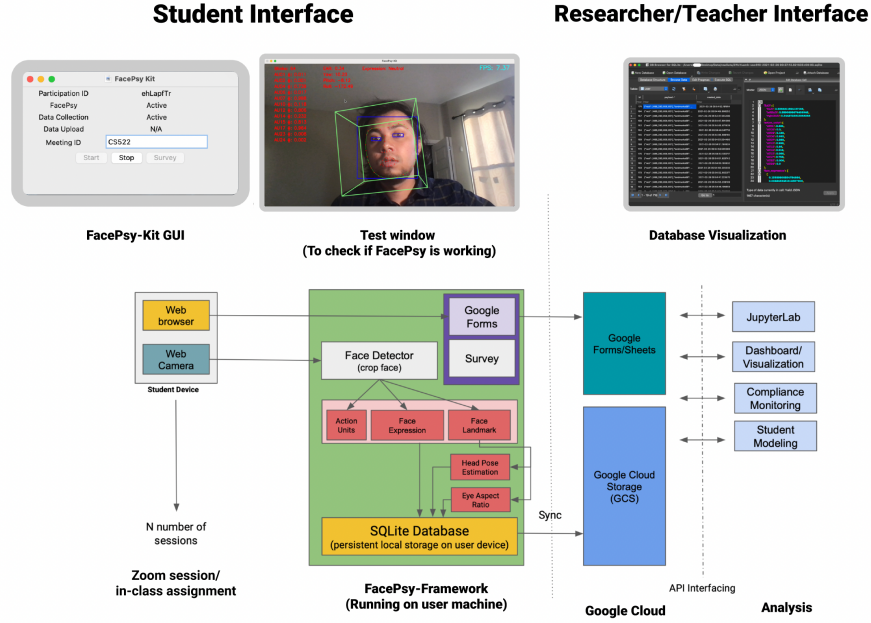 Student Interface
Researcher/Teacher Interface
FacePsy Kit
Participation ID
ehLapfTr
FacePsy
Active
Data Collection
Active
Data Upload
N/A
Meeting ID
CS522
Start
Stop
Survey
FacePsy-Kit GUI
Test window
(To check if FacePsy is working)
Database Visualization
Web
browser
Web
Camera
Student Device
N number of
sessions
Zoom session/
in-class assignment
Google
Forms
Survey
Face Detector
(crop face)
Action
Units
Face
Expression
Face
Landmark
Head Pose
Estimation
Eye Aspect
Ratio
SQLite Database
(persistent local storage on user device)
FacePsy-Framework
(Running on user machine)
Sync
Google
Forms/Sheets
Google Cloud
Storage
(GCS)
Google Cloud
JupyterLab
Dashboard/
Visualization
Compliance
Monitoring
Student
Modeling
API Interfacing
Analysis